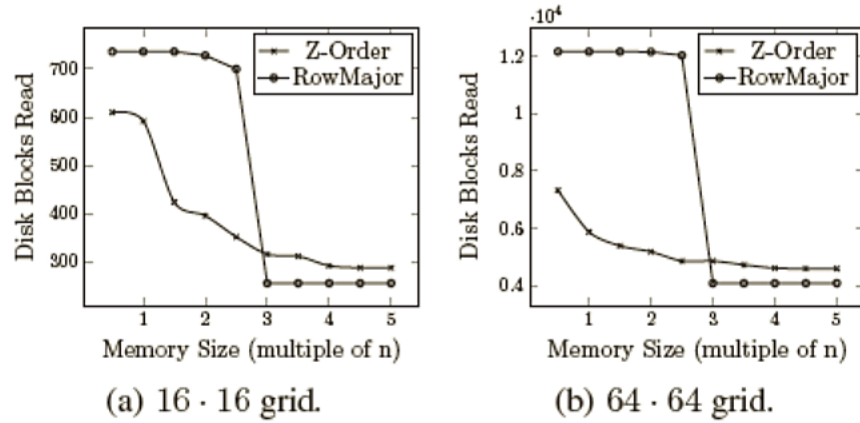 Z-Order
RowMajor
700
600
500
400
300
Disk Blocks Read
1
2
3
4
5
Memory Size (multiple of n)
(a) 16 · 16 grid.
·10⁴
Z-Order
RowMajor
1.2
1
0.8
0.6
0.4
Disk Blocks Read
1
2
3
4
5
Memory Size (multiple of n)
(b) 64 · 64 grid.